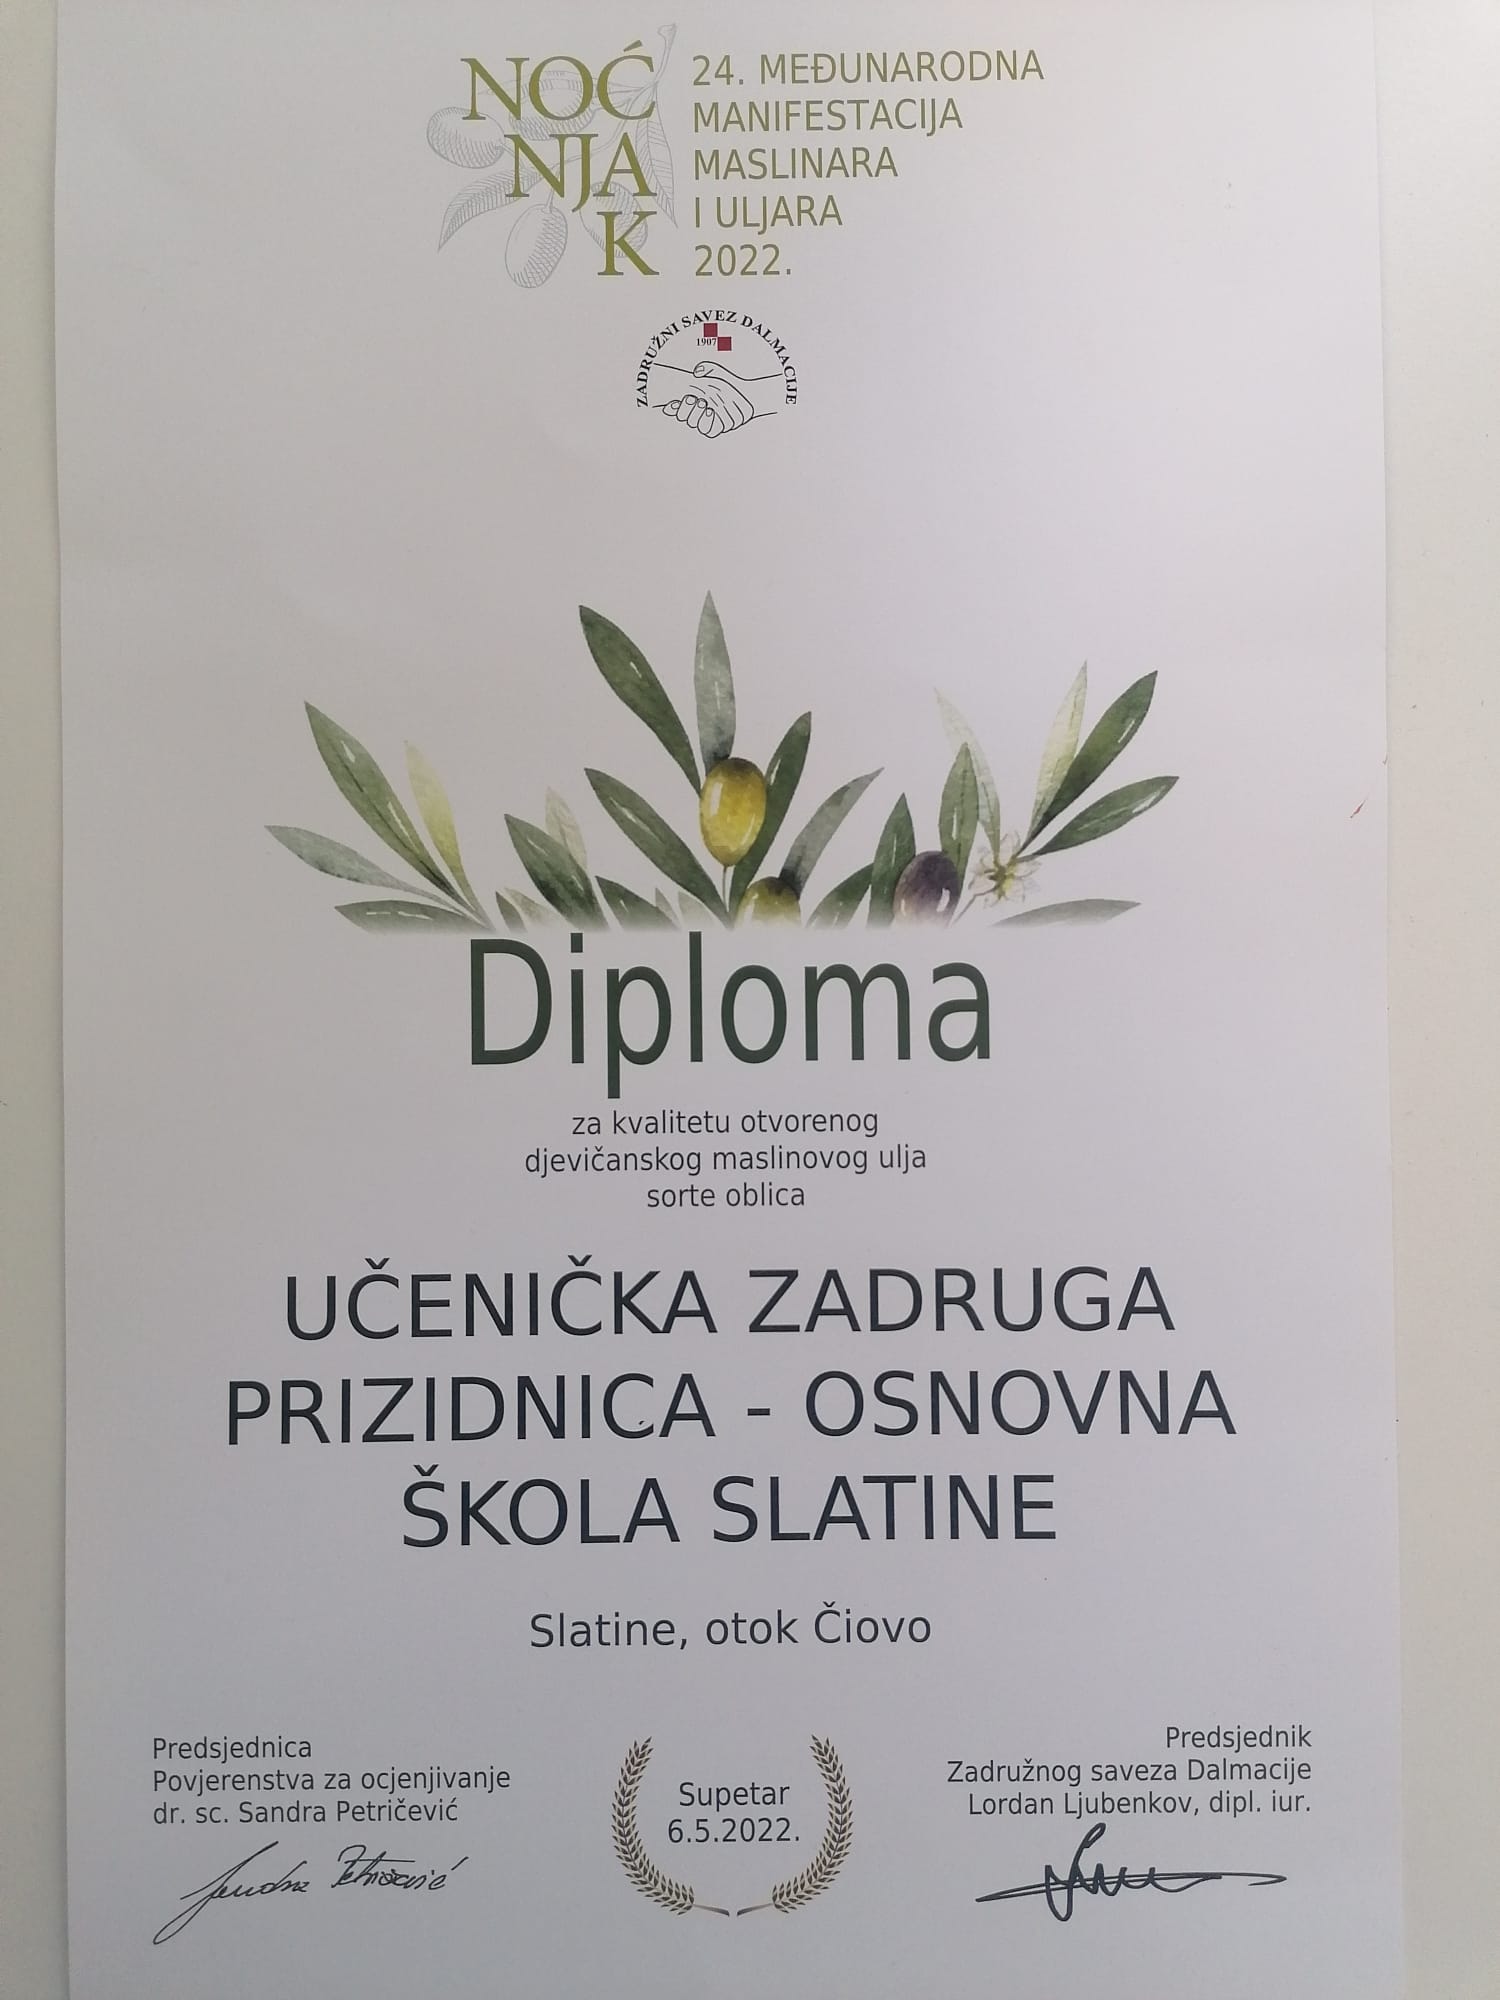 NOĆ
NJA
K
24. MEĐUNARODNA
MANIFESTACIJA
MASLINARA
I ULJARA
2022.
ZADRUŽNI SAVEZ DALMACIJE
1907
Diploma
za kvalitetu otvorenog
djevičanskog maslinovog ulja
sorte oblica
UČENIČKA ZADRUGA
PRIZIDNICA - OSNOVNA
ŠKOLA SLATINE
Slatine, otok Čiovo
Predsjednica
Povjerenstva za ocjenjivanje
dr. sc. Sandra Petričević
Sandra Petričević
Supetar
6.5.2022.
Predsjednik
Zadružnog saveza Dalmacije
Lordan Ljubenkov, dipl. iur.